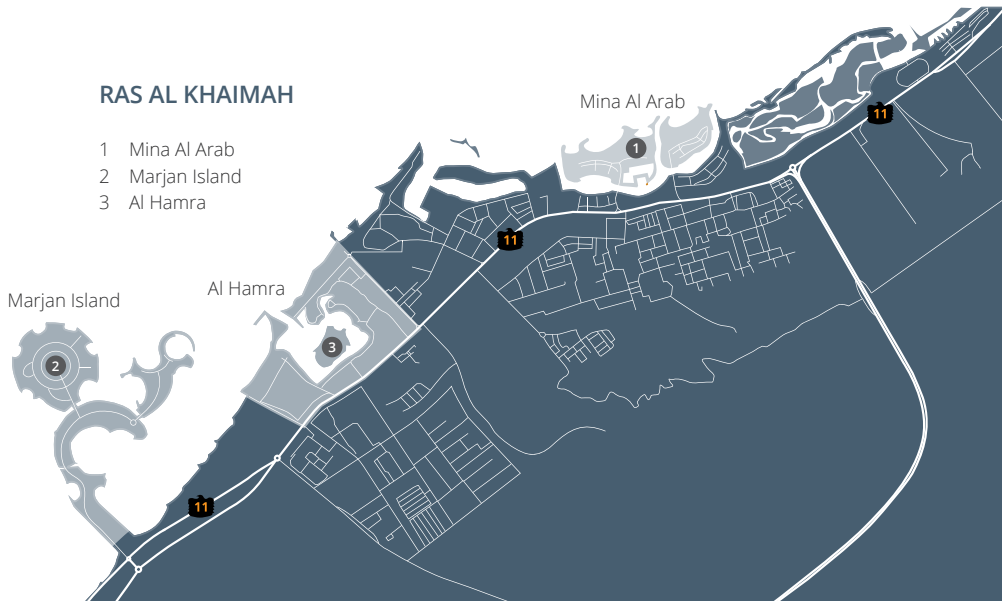 RAS AL KHAIMAH
1 Mina Al Arab
2 Marjan Island
3 Al Hamra
Mina Al Arab
1
11
11
Al Hamra
Marjan Island
3
2
11